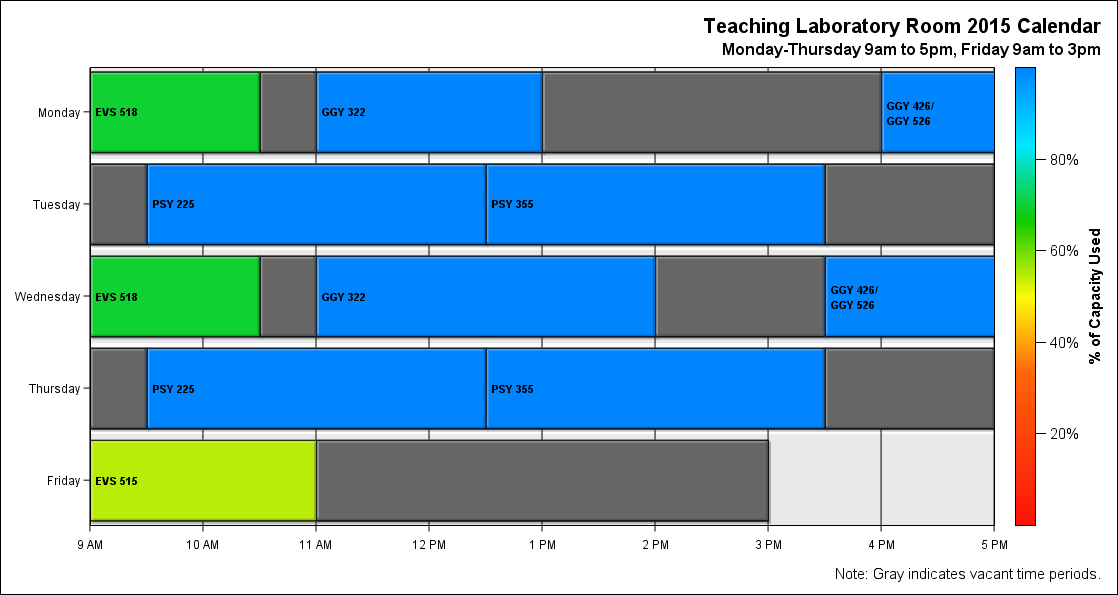 Teaching Laboratory Room 2015 Calendar
Monday-Thursday 9am to 5pm, Friday 9am to 3pm
Monday
EVS 518
GGY 322
GGY 426/
GGY 526
Tuesday
PSY 225
PSY 355
Wednesday
EVS 518
GGY 322
GGY 426/
GGY 526
Thursday
PSY 225
PSY 355
Friday
EVS 515
9 AM
10 AM
11 AM
12 PM
1 PM
2 PM
3 PM
4 PM
5 PM
80%
60%
40%
20%
% of Capacity Used
Note: Gray indicates vacant time periods.